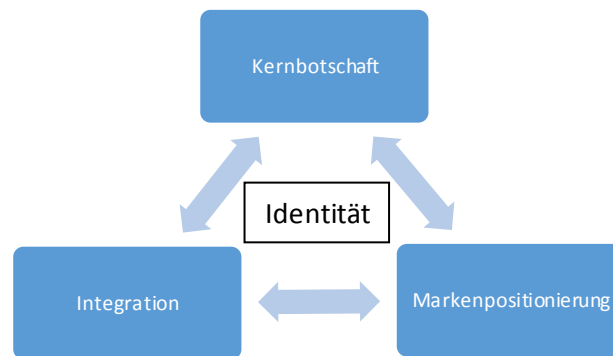 Kernbotschaft
Identität
Integration
Markenpositionierung